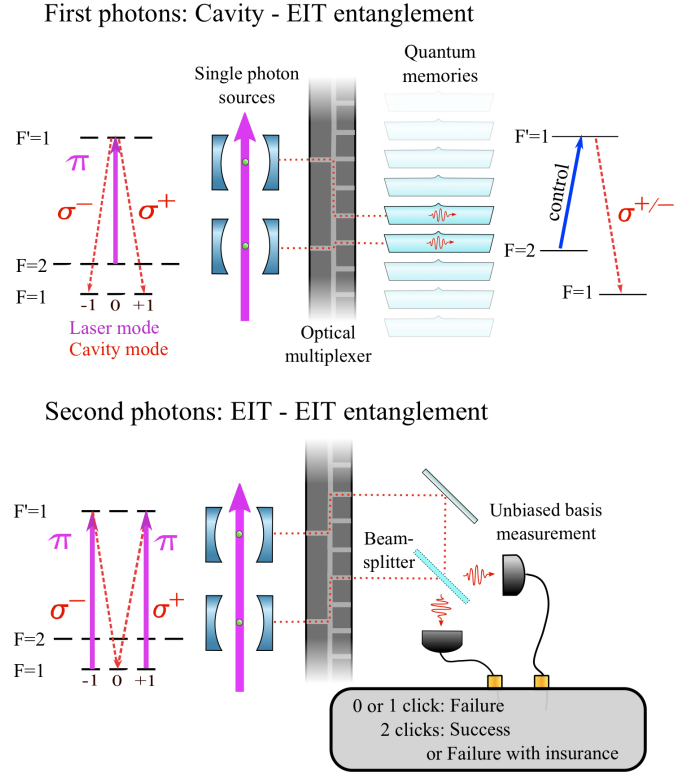 First photons: Cavity - EIT entanglement
Single photon
sources
Quantum
memories
F'=1
π
σ⁻
σ⁺
F=2
F=1
-1 0 +1
Laser mode
Cavity mode
Optical
multiplexer
F'=1
control
σ⁺/⁻
F=2
F=1
Second photons: EIT - EIT entanglement
F'=1
π
π
σ⁻
σ⁺
F=2
F=1
-1 0 +1
Beam-
splitter
Unbiased basis
measurement
0 or 1 click: Failure
2 clicks: Success
or Failure with insurance